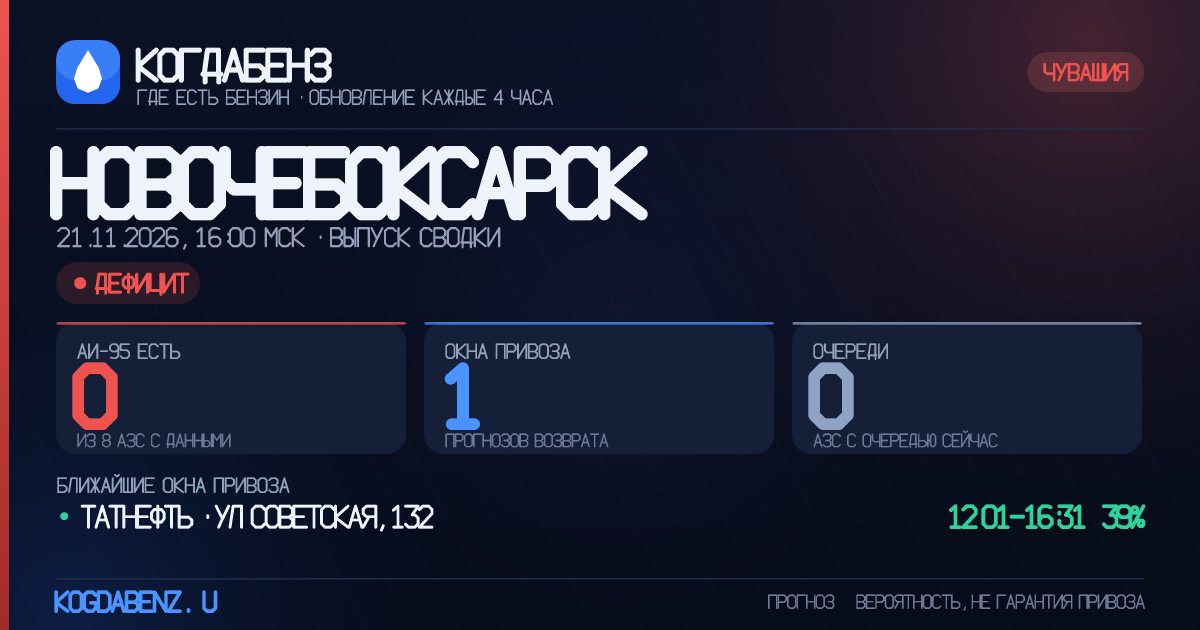 КОГДАБЕНЗ
ГДЕ ЕСТЬ БЕНЗИН · ОБНОВЛЕНИЕ КАЖДЫЕ 4 ЧАСА
ЧУВАШИЯ
НОВОЧЕБОКСАРСК
21.11.2026, 16:00 МСК · ВЫПУСК СВОДКИ
ДЕФИЦИТ
АИ-95 ЕСТЬ
0
ИЗ 8 АЗС С ДАННЫМИ
ОКНА ПРИВОЗА
1
ПРОГНОЗОВ ВОЗВРАТА
ОЧЕРЕДИ
0
АЗС С ОЧЕРЕДЬЮ СЕЙЧАС
БЛИЖАЙШИЕ ОКНА ПРИВОЗА
• ТАТНЕФТЬ · УЛ СОВЕТСКАЯ, 132
12:01–16:31 39%
KOGDABENZ. U
ПРОГНОЗ ВЕРОЯТНОСТЬ, НЕ ГАРАНТИЯ ПРИВОЗА